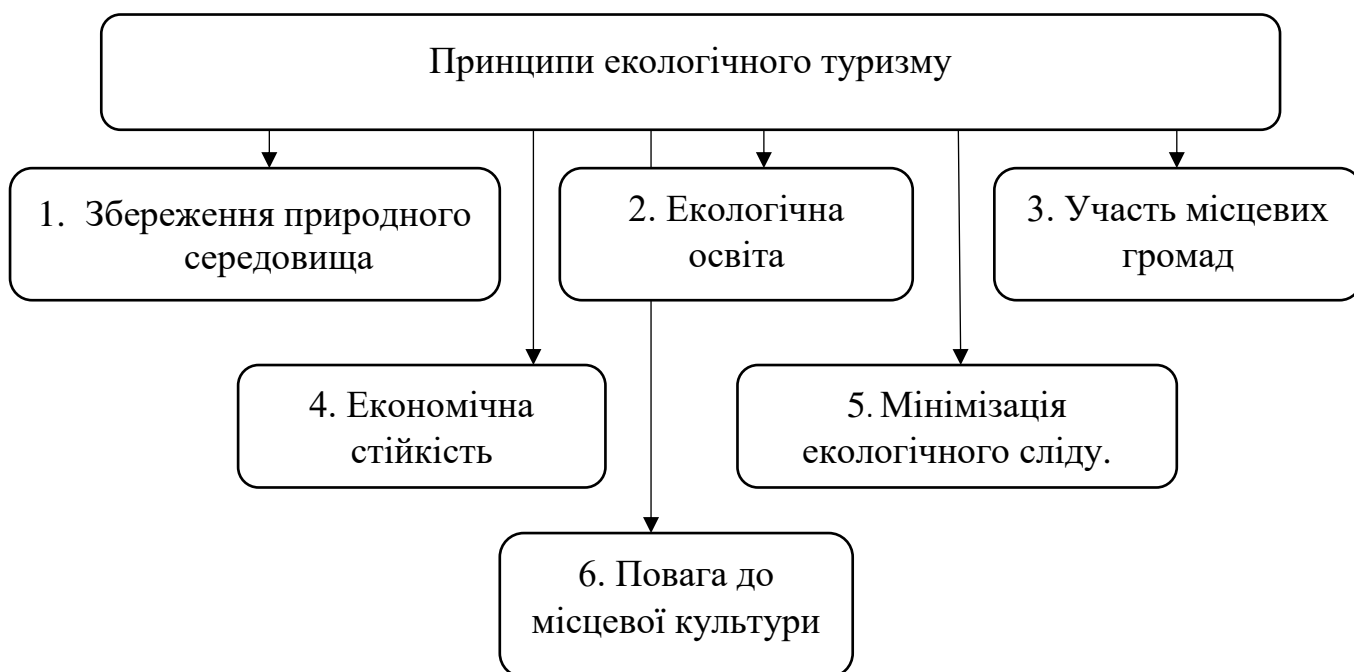 Принципи екологічного туризму
1. Збереження природного
середовища
2. Екологічна
освіта
3. Участь місцевих
громад
4. Економічна
стійкість
5. Мінімізація
екологічного сліду.
6. Повага до
місцевої культури